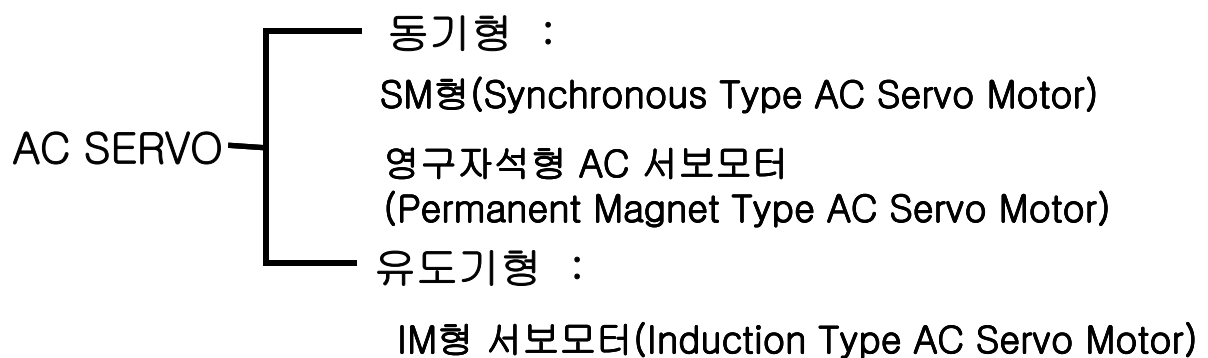 동기형 :
SM형(Synchronous Type AC Servo Motor)
AC SERVO
영구자석형 AC 서보모터
(Permanent Magnet Type AC Servo Motor)
유도기형 :
IM형 서보모터(Induction Type AC Servo Motor)